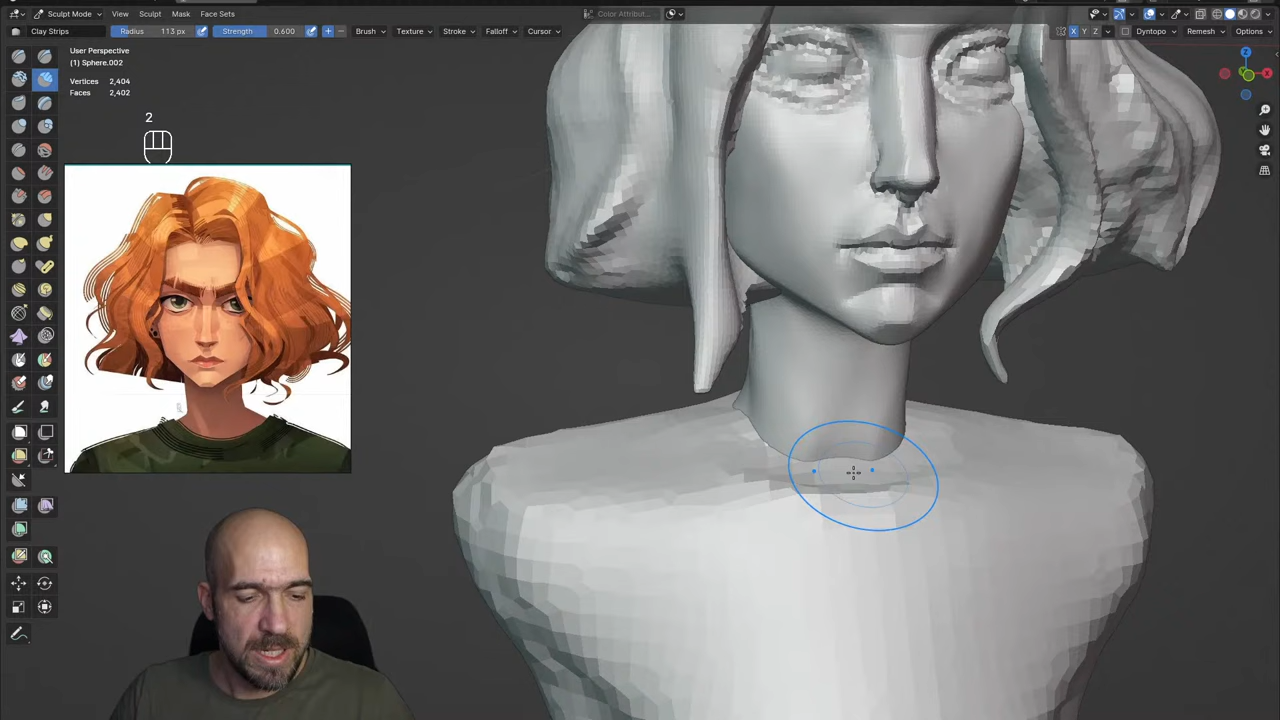 Sculpt Mode View Sculpt Mask Face Sets Color Attribut...
Clay Strips Radius 113 px Strength 0.600 Brush Texture Stroke Falloff Cursor X Y Z Dyntopo Remesh Options
User Perspective
(1) Sphere.002
Vertices 2,404
Faces 2,402
2
Z
X